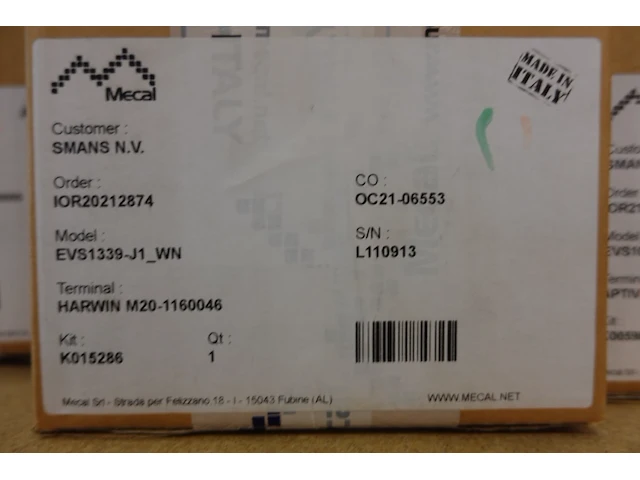 Mecal
MADE IN
ITALY
Customer :
SMANS N.V.
Order :
IOR20212874
CO :
OC21-06553
Model :
EVS1339-J1_WN
S/N :
L110913
Terminal :
HARWIN M20-1160046
Kit :
K015286
Qt :
1
Mecal Srl - Strada per Felizzano 18 - I - 15043 Fubine (AL)
WWW.MECAL.NET